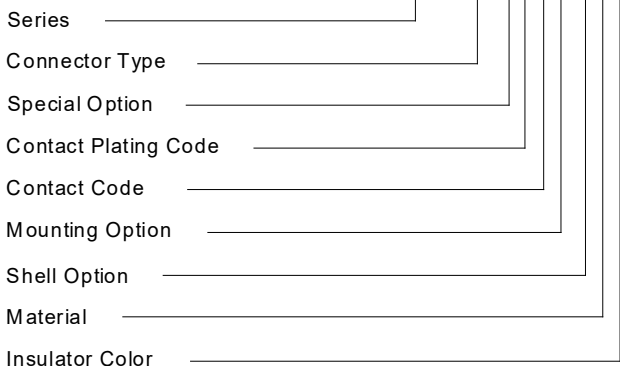 Series
Connector Type
Special Option
Contact Plating Code
Contact Code
Mounting Option
Shell Option
Material
Insulator Color